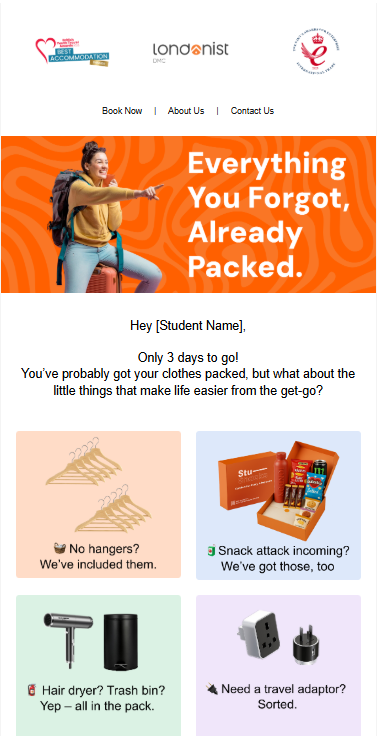 BEST
ACCOMMODATION
londonist
DMC
Book Now | About Us | Contact Us
Everything
You Forgot,
Already
Packed.
Hey [Student Name],
Only 3 days to go!
You’ve probably got your clothes packed, but what about the
little things that make life easier from the get-go?
Stu
No hangers?
We’ve included them.
Snack attack incoming?
We’ve got those, too
Hair dryer? Trash bin?
Yep – all in the pack.
Need a travel adaptor?
Sorted.